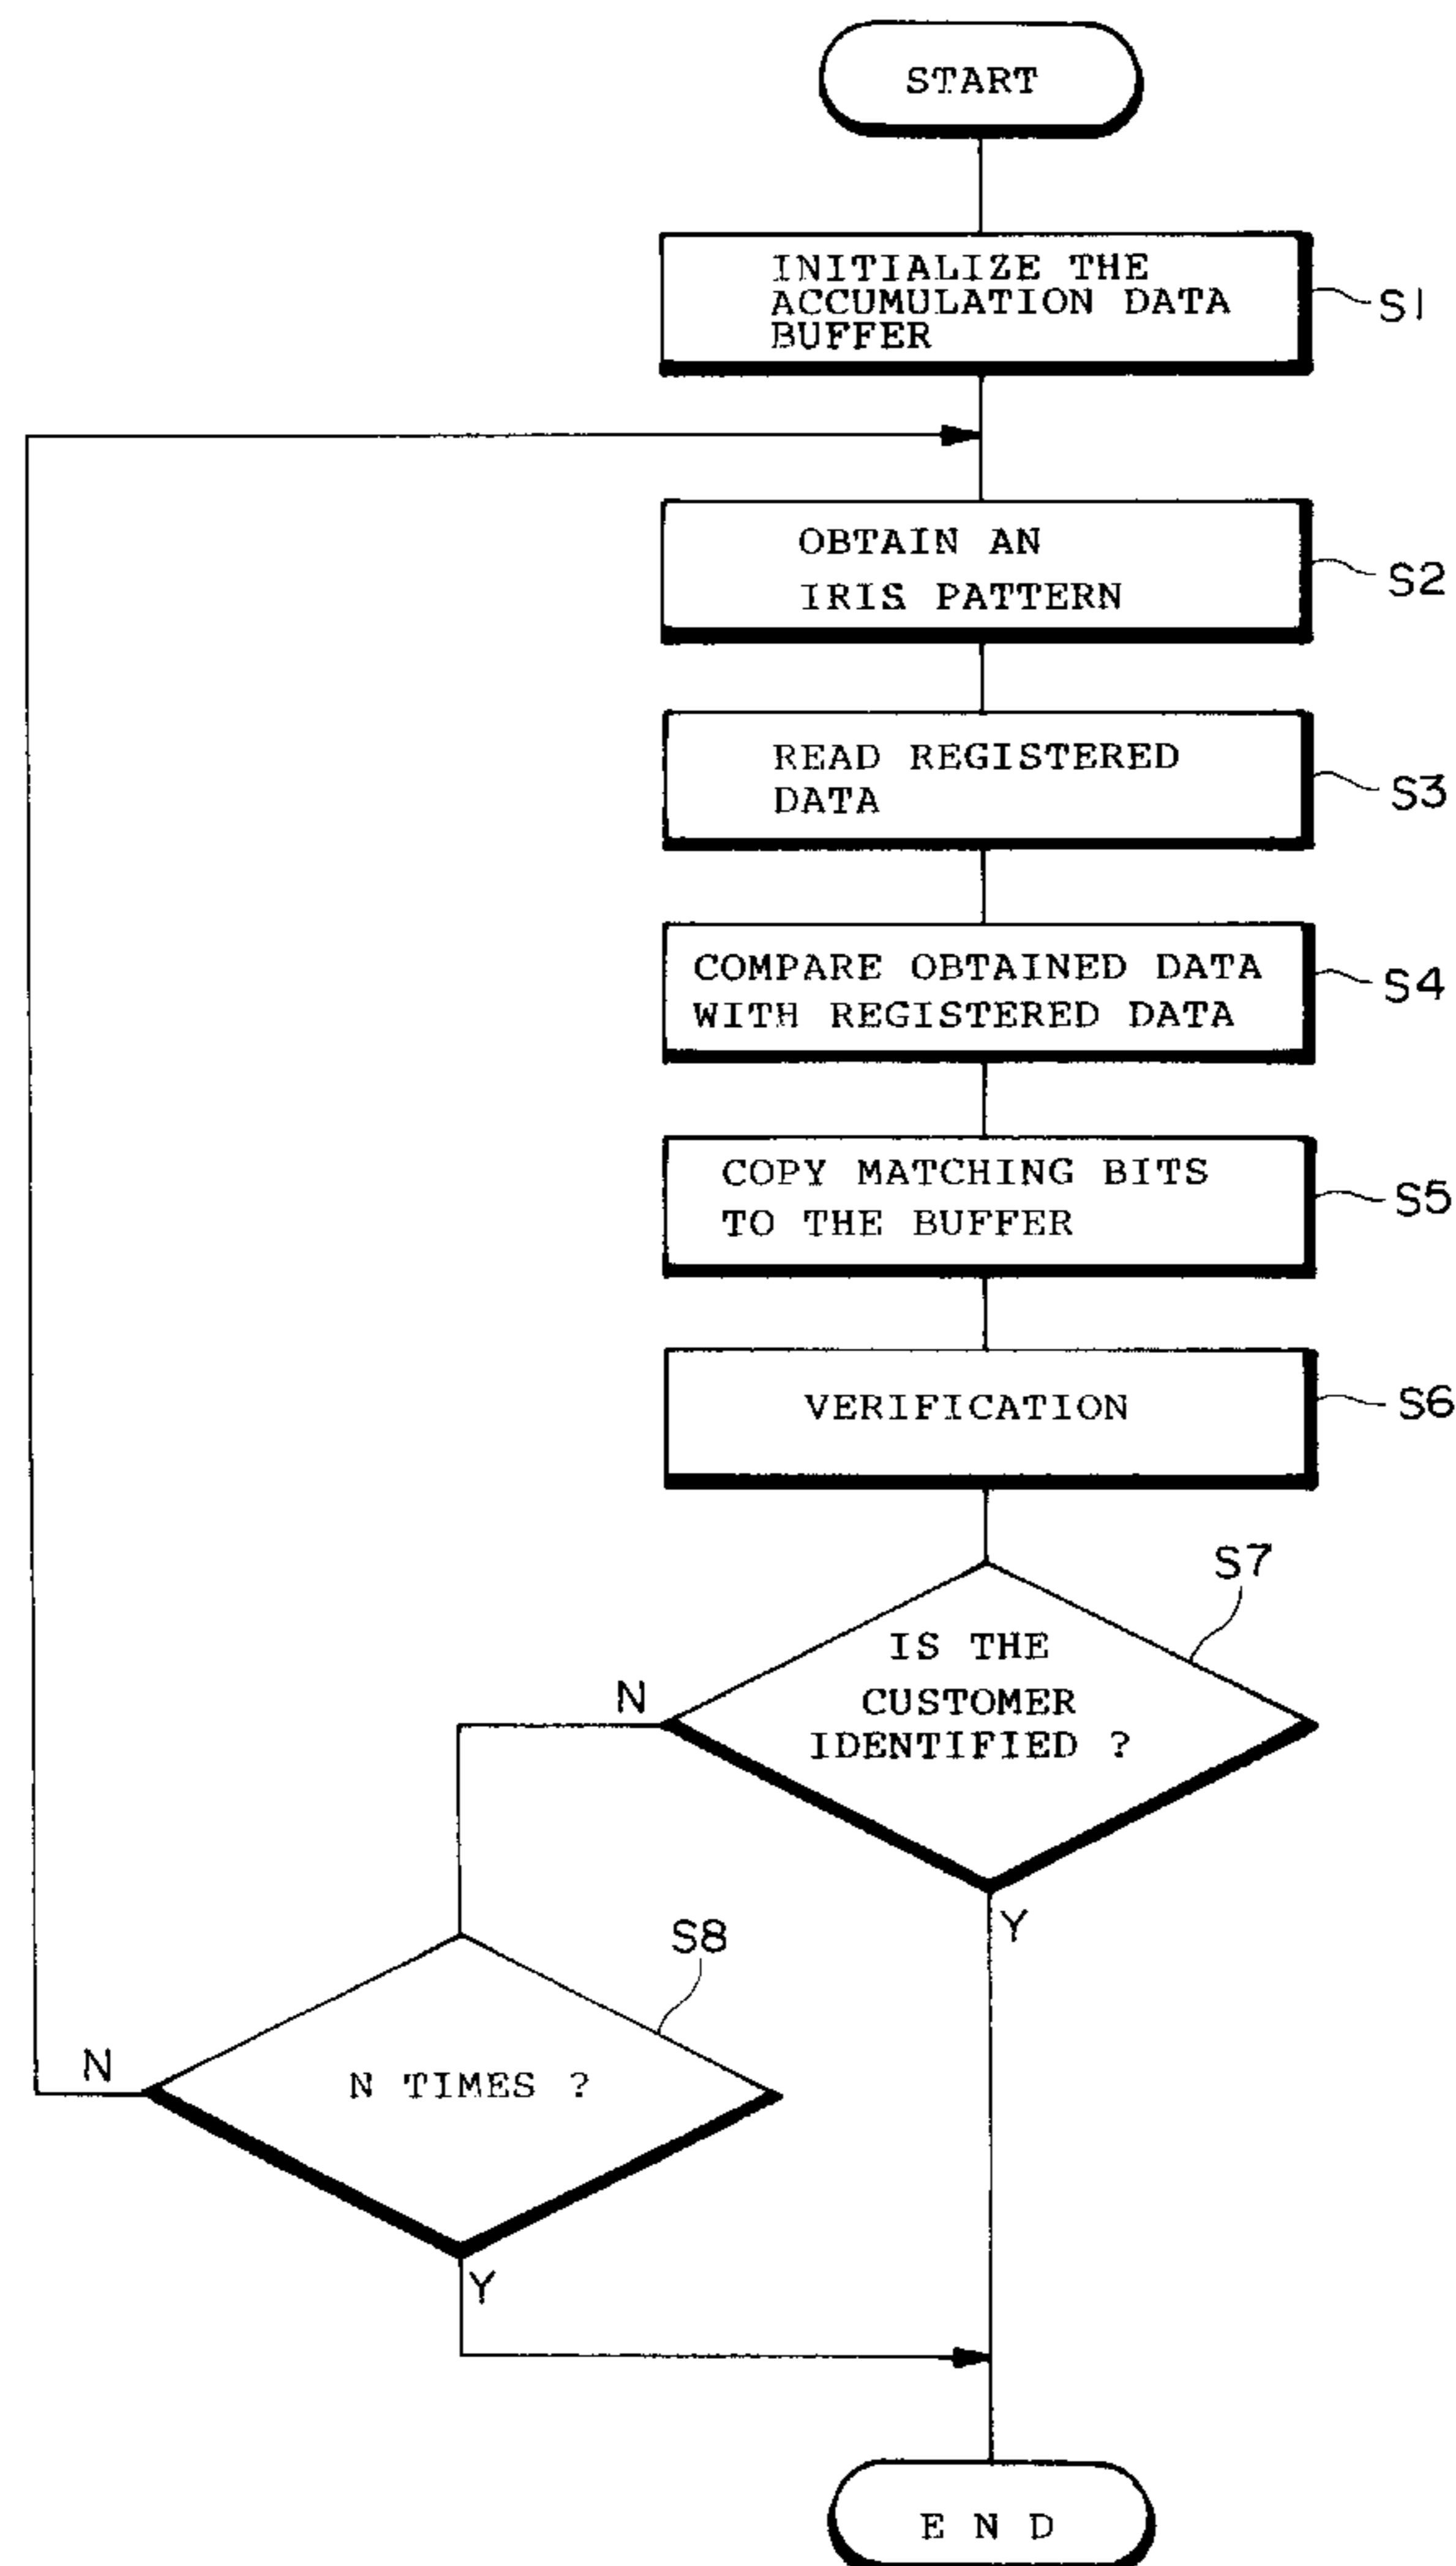 START
INITIALIZE THE
ACCUMULATION DATA
BUFFER
S1
OBTAIN AN
IRIS PATTERN
S2
READ REGISTERED
DATA
S3
COMPARE OBTAINED DATA
WITH REGISTERED DATA
S4
COPY MATCHING BITS
TO THE BUFFER
S5
VERIFICATION
S6
S7
IS THE
CUSTOMER
IDENTIFIED ?
N
Y
S8
N TIMES ?
N
Y
E N D